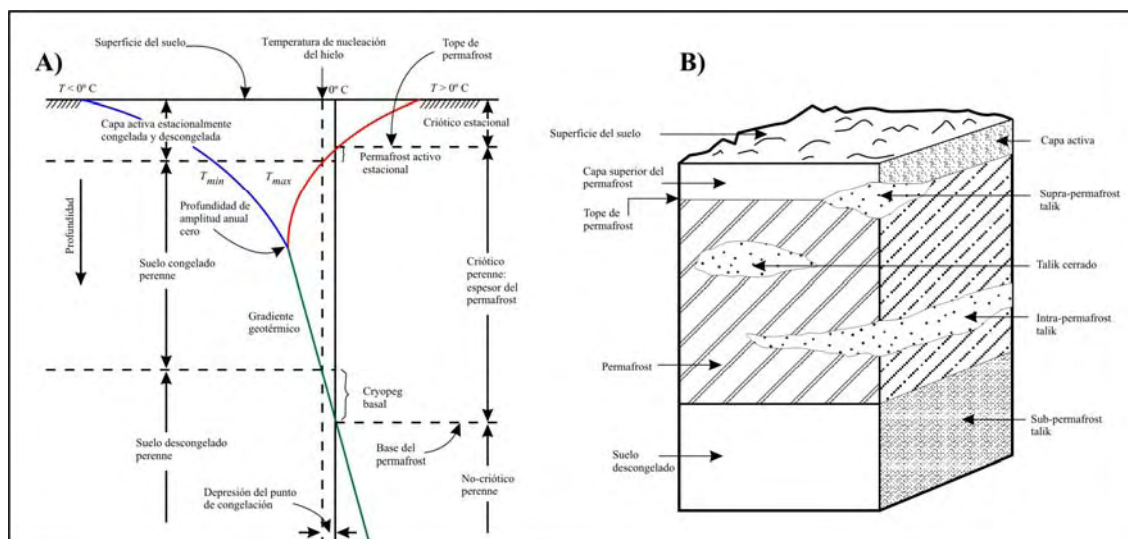 A)
Superficie del suelo
Temperatura de nucleación
del hielo
Tope de
permafrost
T < 0º C
0º C
T > 0º C
Capa activa estacionalmente
congelada y descongelada
Criótico estacional
Permafrost activo
estacional
Tmin
Tmax
Profundidad de
amplitud anual
cero
Profundidad
Suelo congelado
perenne
Criótico
perenne:
espesor del
permafrost
Gradiente
geotérmico
Cryopeg
basal
Suelo descongelado
perenne
Base del
permafrost
No-criótico
perenne
Depresión del punto
de congelación
B)
Superficie del suelo
Capa activa
Capa superior del
permafrost
Supra-permafrost
talik
Tope de
permafrost
Talik cerrado
Intra-permafrost
talik
Permafrost
Sub-permafrost
talik
Suelo
descongelado